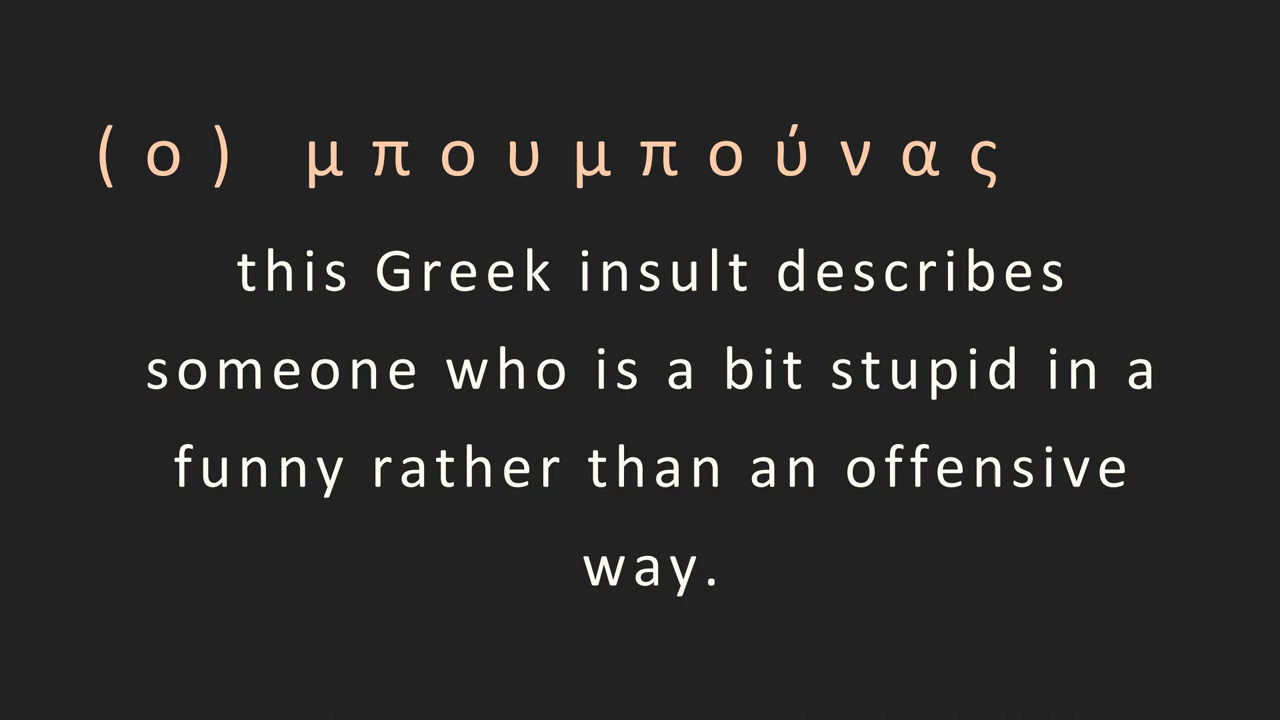 (ο) μπουμπούνας
this Greek insult describes
someone who is a bit stupid in a
funny rather than an offensive
way.